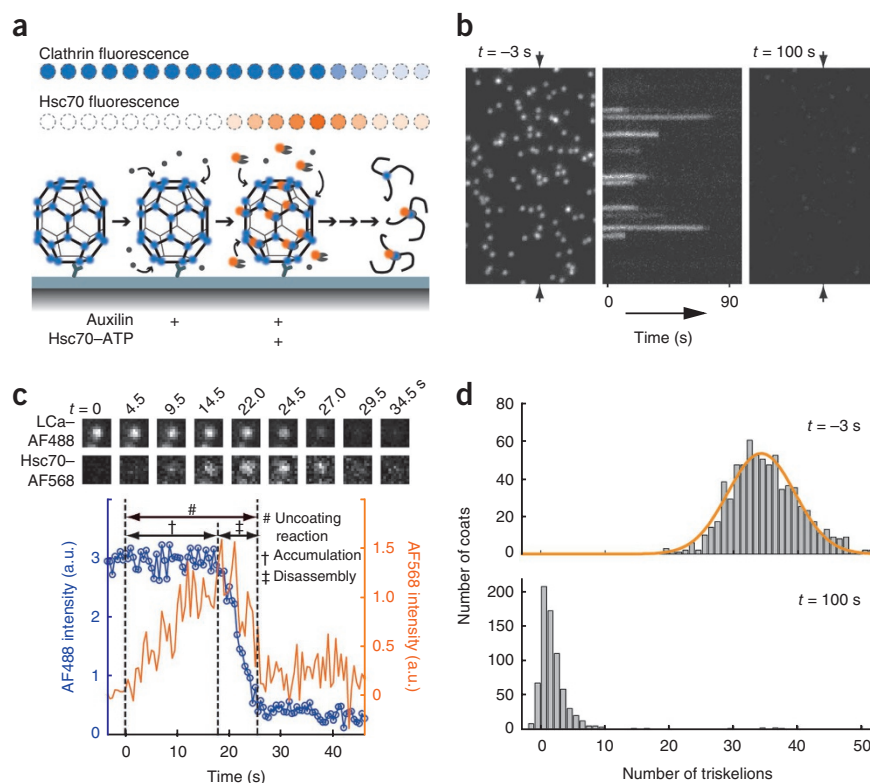 a
Clathrin fluorescence
Hsc70 fluorescence
Auxilin + +
Hsc70–ATP +
b
t = –3 s
t = 100 s
0 90
Time (s)
c
t = 0 4.5 9.5 14.5 22.0 24.5 27.0 29.5 34.5 s
LCa–
AF488
Hsc70–
AF568
#
† ‡
# Uncoating
reaction
† Accumulation
‡ Disassembly
AF488 intensity (a.u.)
3
2
1
0
AF568 intensity (a.u.)
1.5
1.0
0.5
0
0 10 20 30 40
Time (s)
d
Number of coats
80
60
40
20
0
t = –3 s
200
150
100
50
0
t = 100 s
0 10 20 30 40 50
Number of triskelions